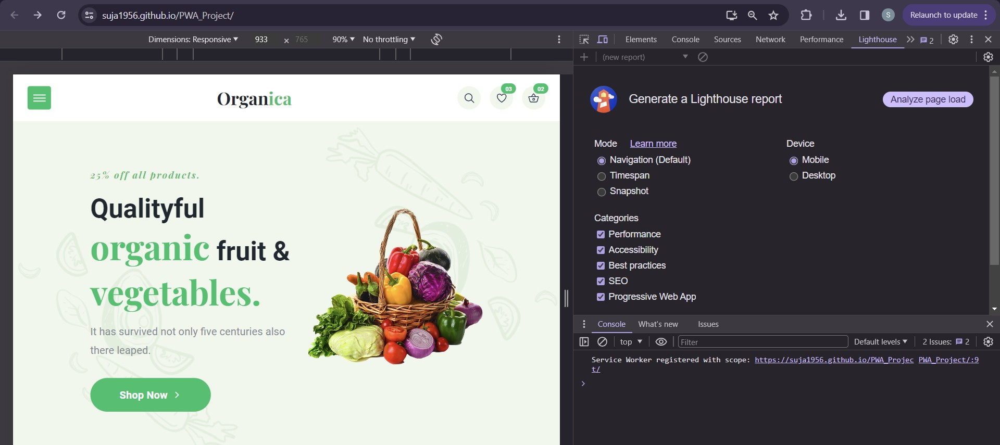 suja1956.github.io/PWA_Project/
S
Relaunch to update
Dimensions: Responsive 933 × 765 90% No throttling
Elements Console Sources Network Performance Lighthouse 2
(new report)
Organica
03
02
25% off all products.
Qualityful
organic fruit &
vegetables.
It has survived not only five centuries also
there leaped.
Shop Now
Generate a Lighthouse report
Analyze page load
Mode Learn more
Navigation (Default)
Timespan
Snapshot
Device
Mobile
Desktop
Categories
Performance
Accessibility
Best practices
SEO
Progressive Web App
Console What's new Issues
top Filter Default levels 2 Issues: 2
Service Worker registered with scope: https://suja1956.github.io/PWA_Projec PWA_Project/:9
t/